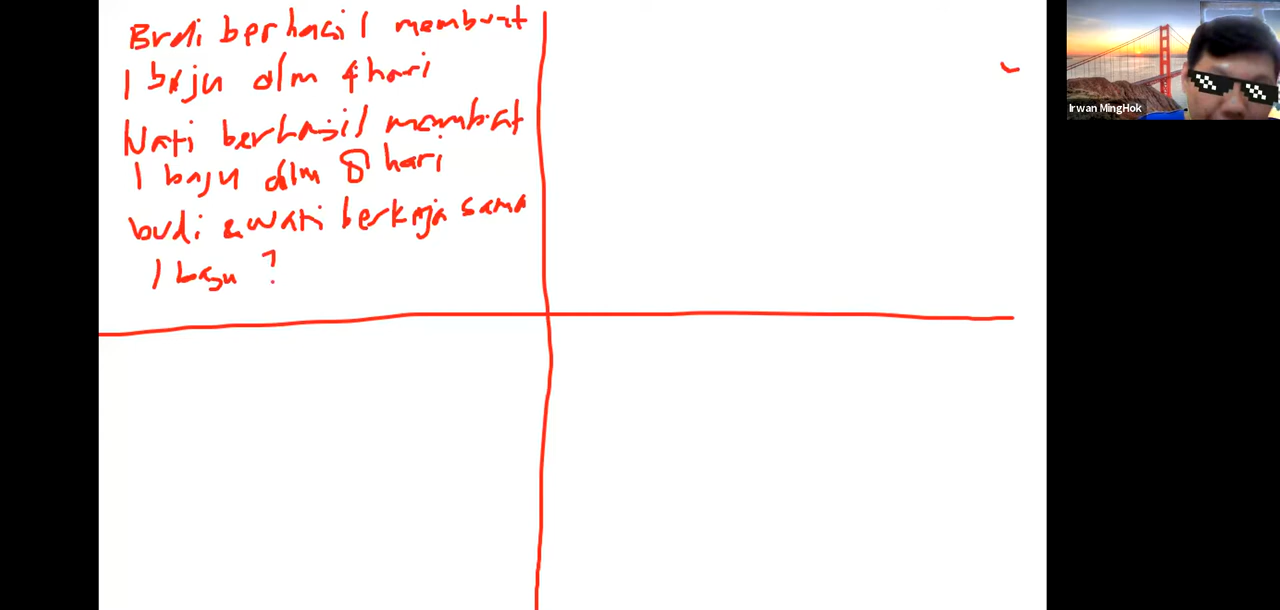 Budi berhasil membuat
1 baju dlm 4 hari
Wati berhasil membuat
1 baju dlm 8 hari
budi & wati berkerja sama
1 baju ?
Irwan MingHok